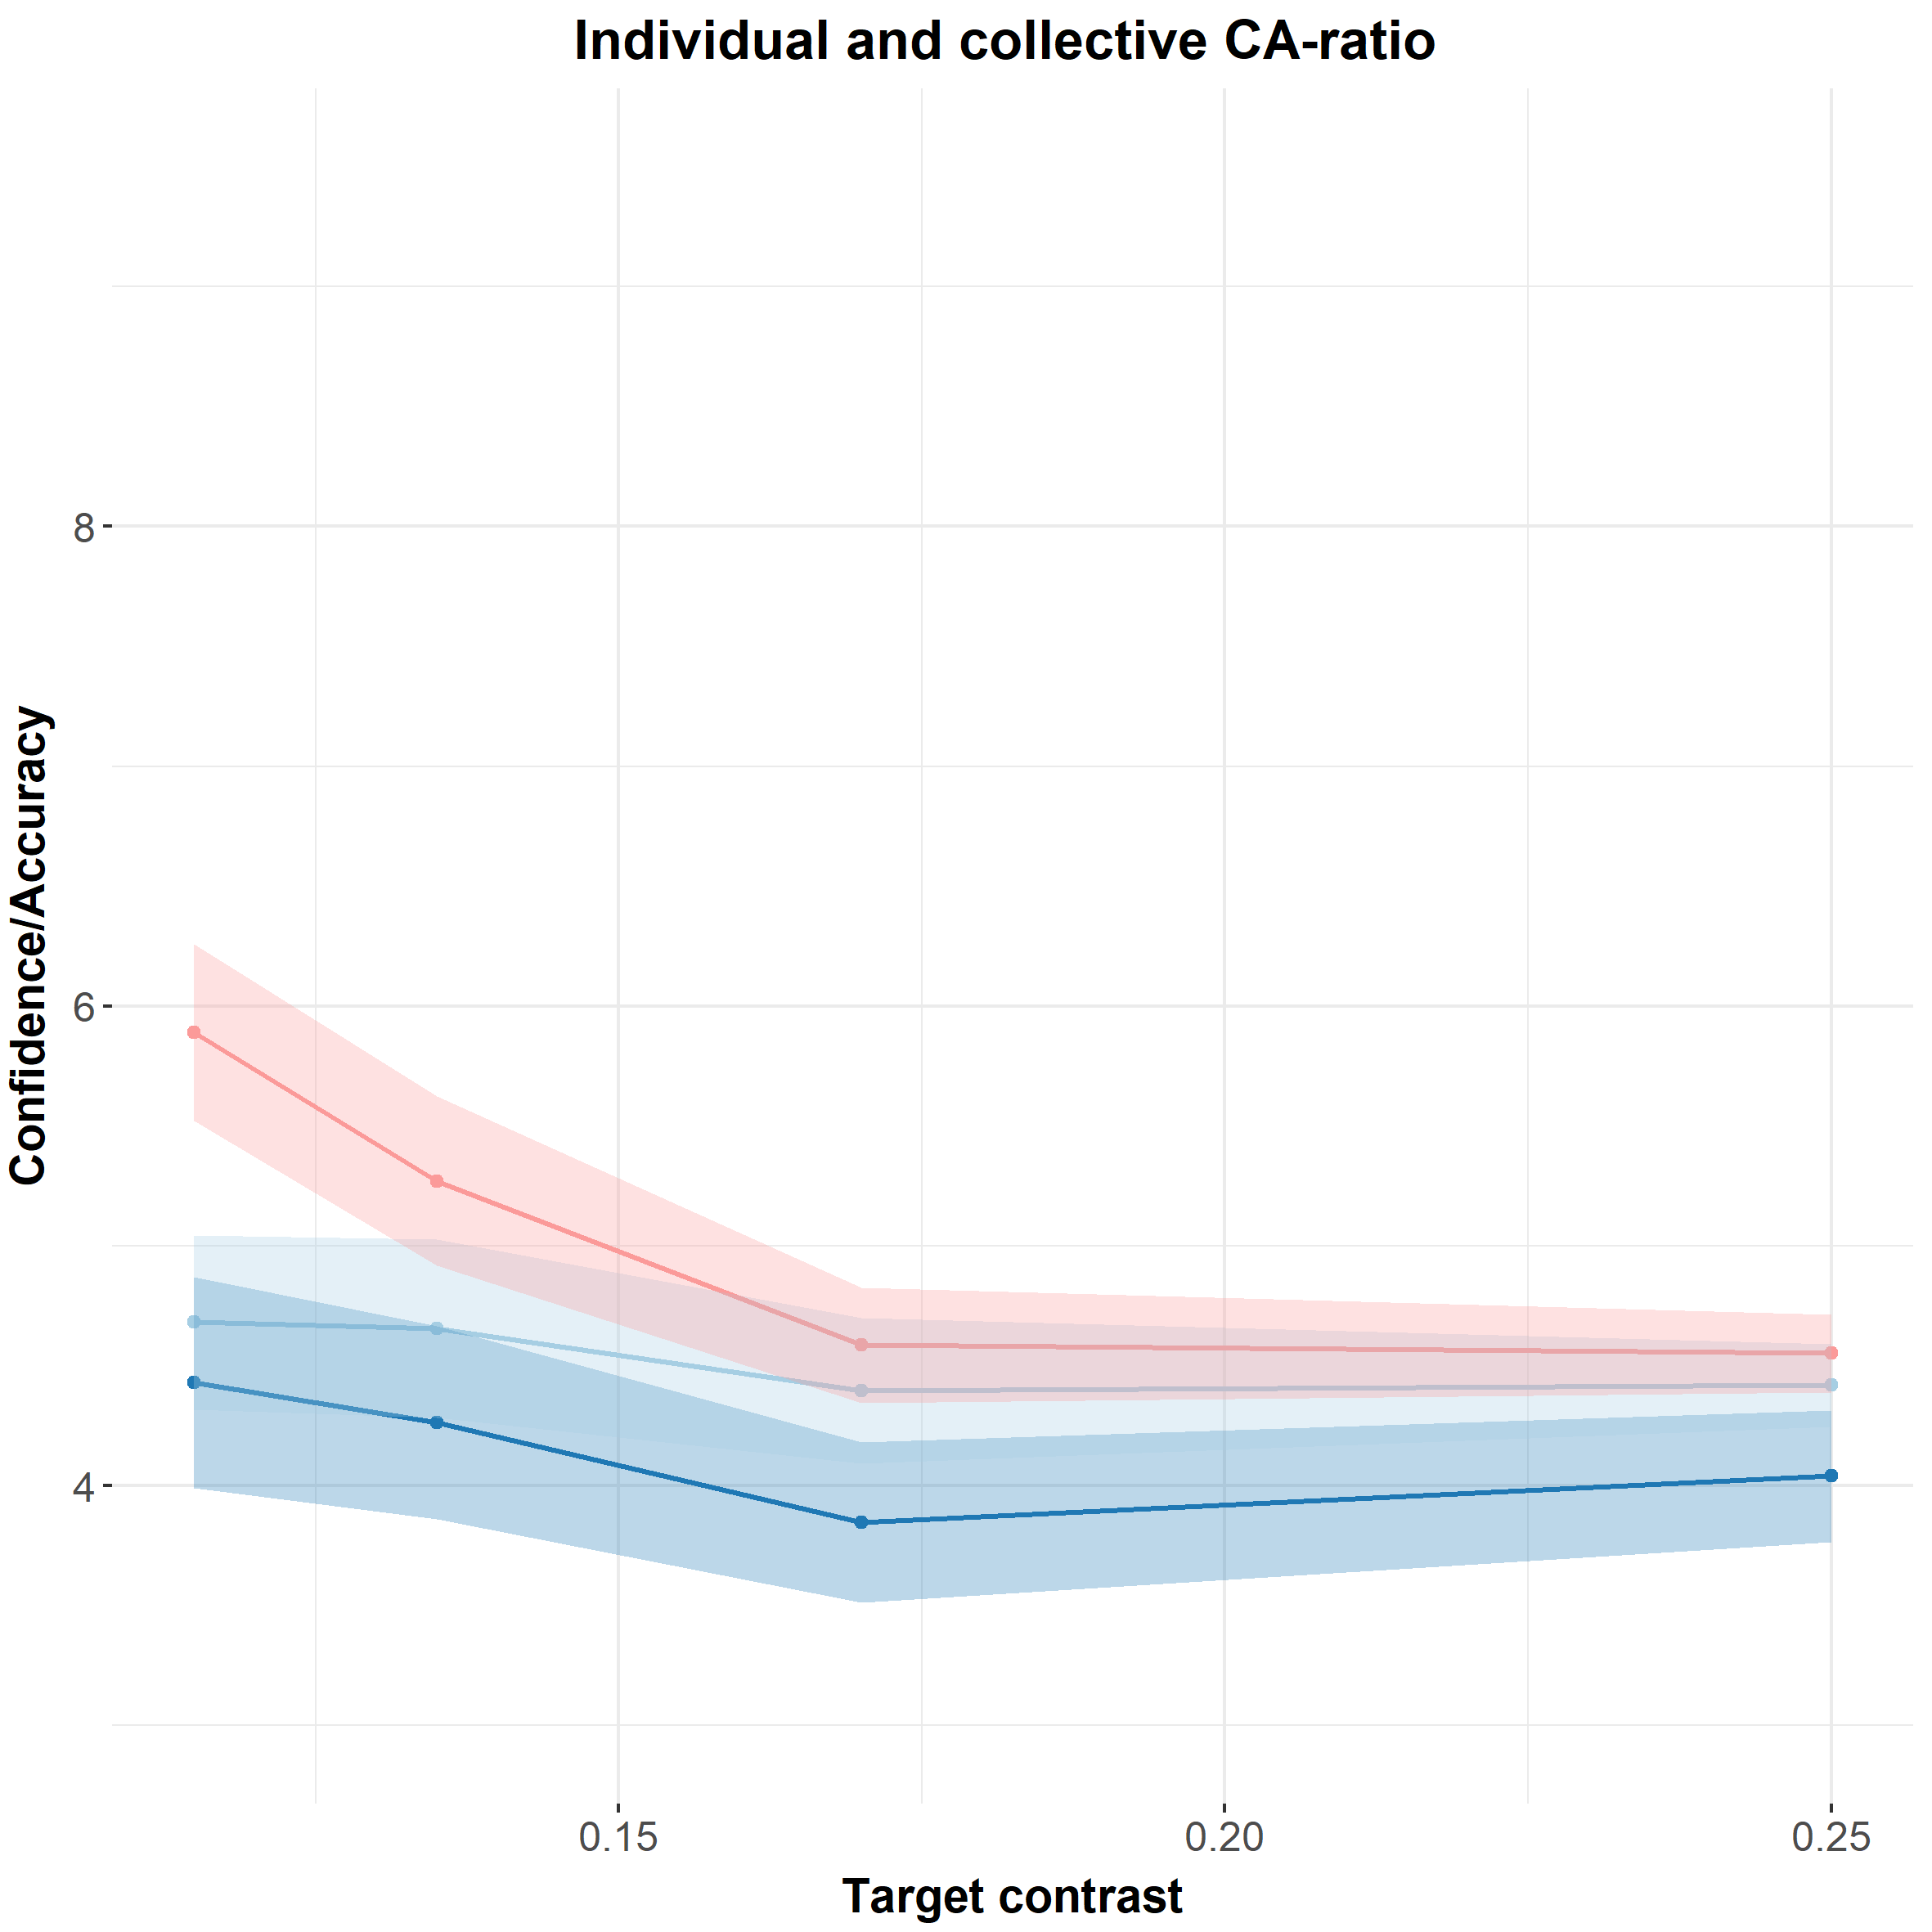 Individual and collective CA-ratio
Confidence/Accuracy
8
6
4
0.15
0.20
0.25
Target contrast